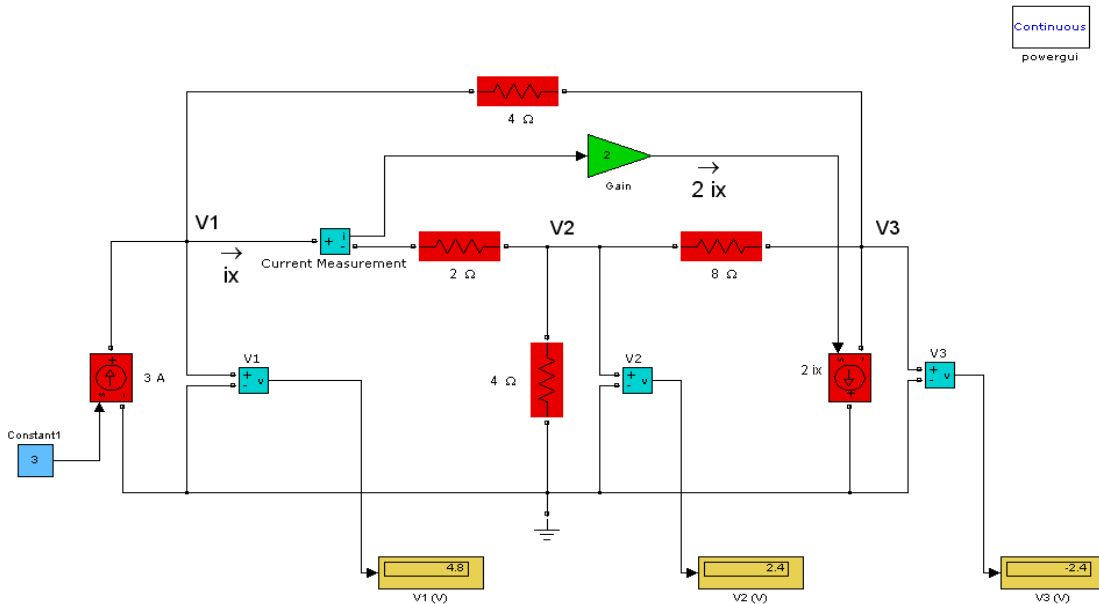 Continuous
powergui
4 Ω
2
Gain
→
2 ix
V1
V2
V3
→
ix
+
i
-
Current Measurement
2 Ω
8 Ω
+
s
-
3 A
V1
+
-
v
4 Ω
V2
+
-
v
2 ix
s
-
+
V3
+
-
v
Constant1
3
4.8
V1 (V)
2.4
V2 (V)
-2.4
V3 (V)